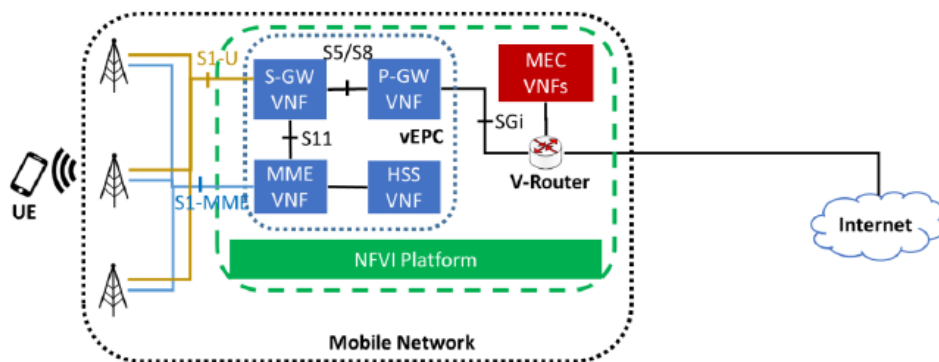 S1-U
S-GW
VNF
S5/S8
P-GW
VNF
MEC
VNFs
vEPC
SGi
S11
V-Router
UE
S1-MME
MME
VNF
HSS
VNF
Internet
NFVI Platform
Mobile Network